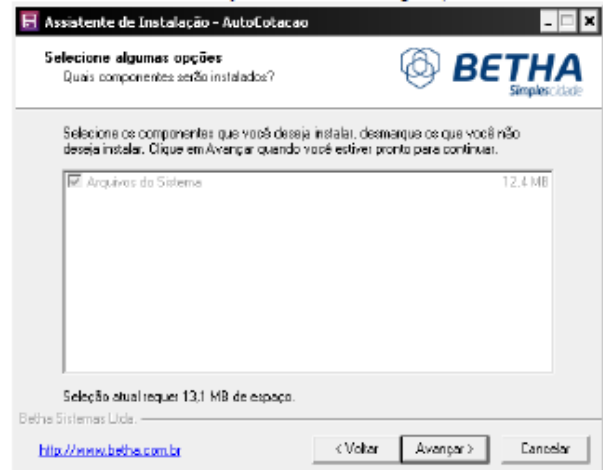 Assistente de Instalação - AutoCotacao
Selecione algumas opções
Quais componentes serão instalados?
BETHA
Simplescidade
Selecione os componentes que você deseja instalar, desmarque os que você não
deseja instalar. Clique em Avançar quando você estiver pronto para continuar.
Arquivos do Sistema 12,4 MB
Seleção atual requer 13,1 MB de espaço.
Betha Sistemas Ltda.
http://www.betha.com.br
< Voltar
Avançar >
Cancelar